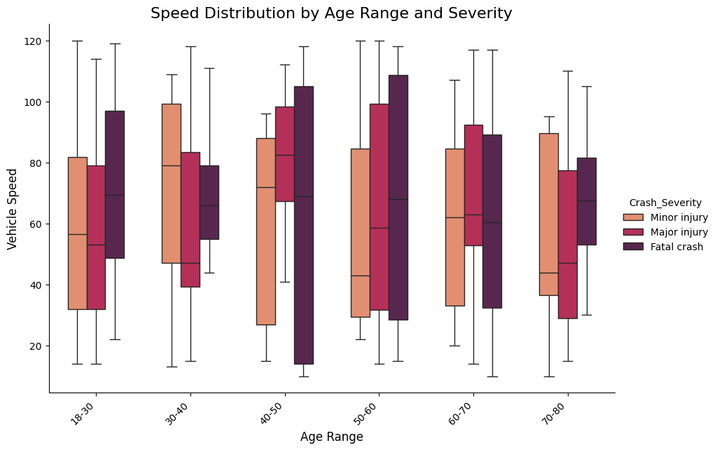 Speed Distribution by Age Range and Severity
120
100
80
60
40
20
Vehicle Speed
18-30
30-40
40-50
50-60
60-70
70-80
Age Range
Crash_Severity
Minor injury
Major injury
Fatal crash